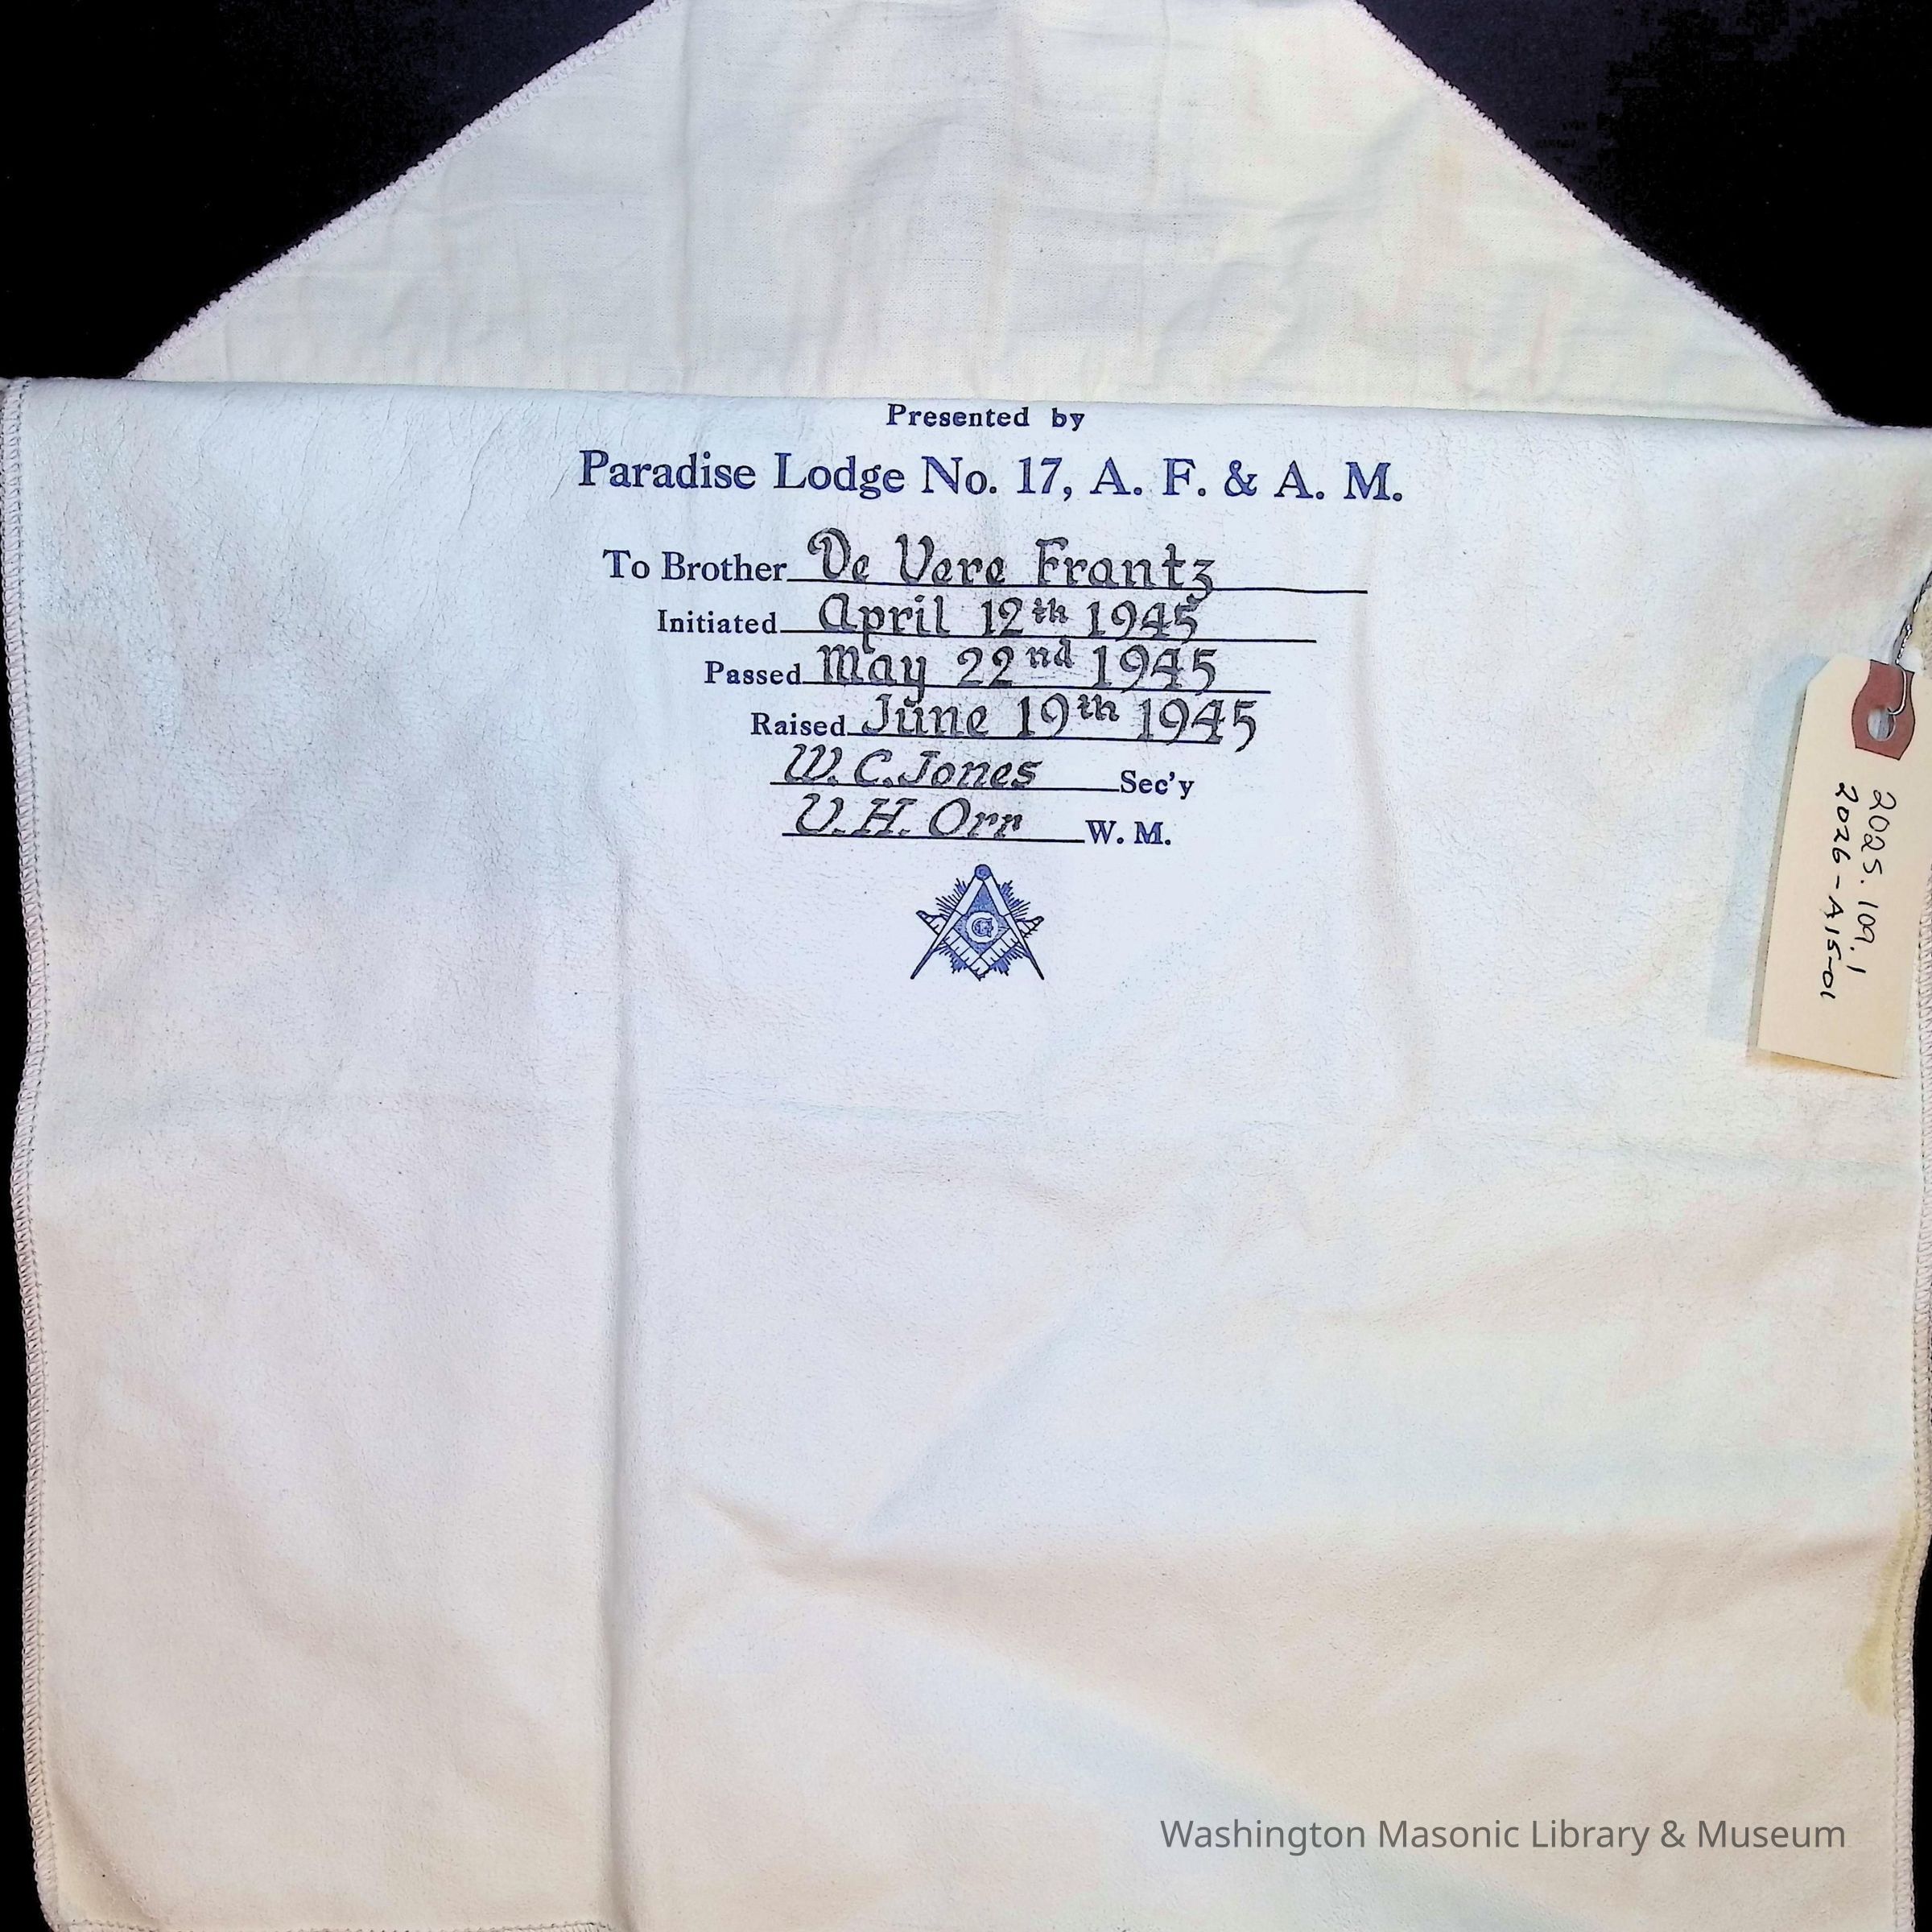 Presented by
Paradise Lodge No. 17, A. F. & A. M.
To Brother De Vere Frantz
Initiated April 12th 1945
Passed May 22nd 1945
Raised June 19th 1945
W. C. Jones Sec'y
V. H. Orr W. M.
G
2025.109.1
2026-A15-01
Washington Masonic Library & Museum